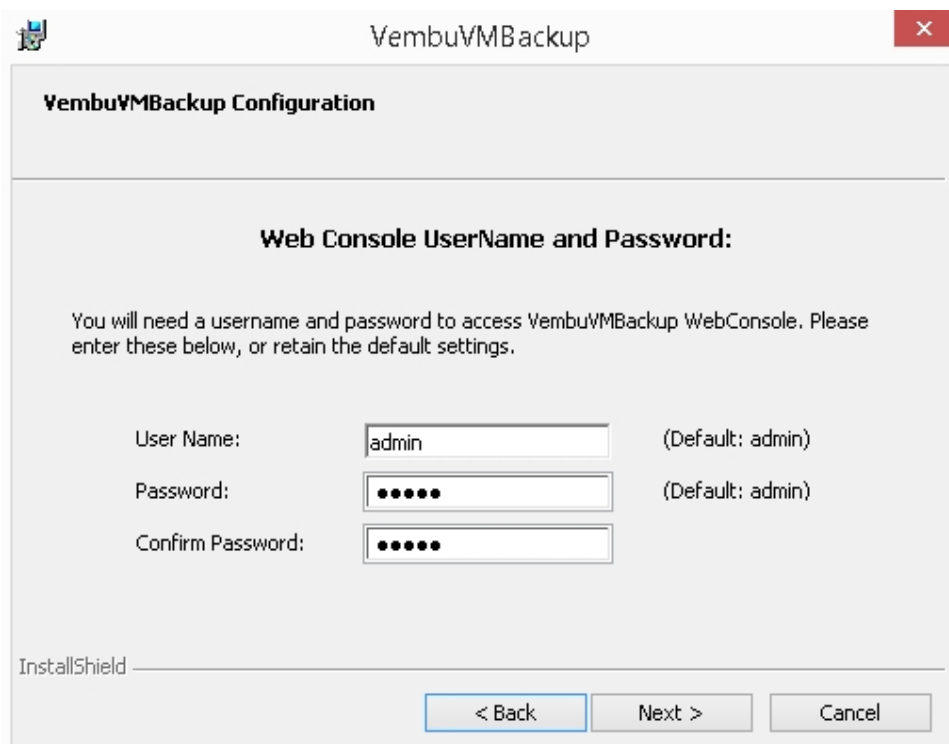 VembuVMBackup
VembuVMBackup Configuration
Web Console UserName and Password:
You will need a username and password to access VembuVMBackup WebConsole. Please
enter these below, or retain the default settings.
User Name: admin (Default: admin)
Password: ●●●●● (Default: admin)
Confirm Password: ●●●●●
InstallShield
< Back Next > Cancel